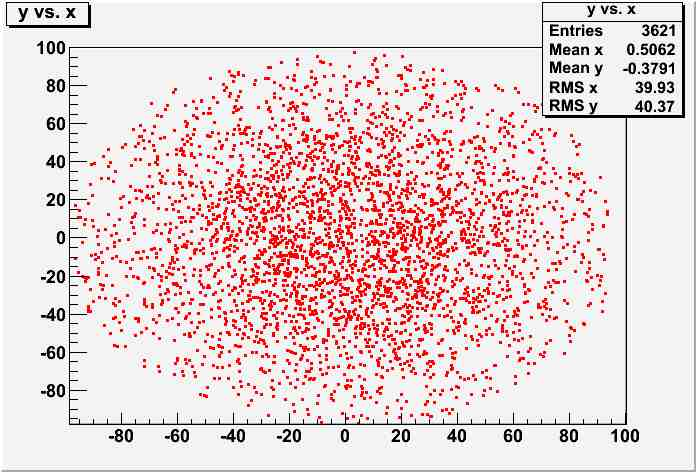 y vs. x
y vs. x
Entries 3621
Mean x 0.5062
Mean y -0.3791
RMS x 39.93
RMS y 40.37
100
80
60
40
20
0
-20
-40
-60
-80
-80 -60 -40 -20 0 20 40 60 80 100